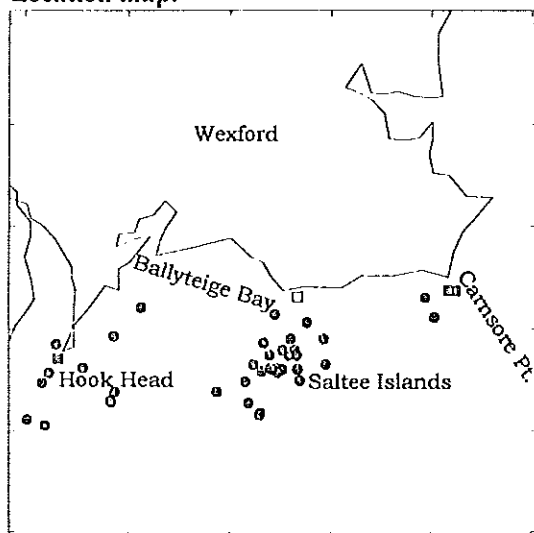 Location map.
Wexford
Ballyteige Bay
Carnsore Pt.
Hook Head
Saltee Islands